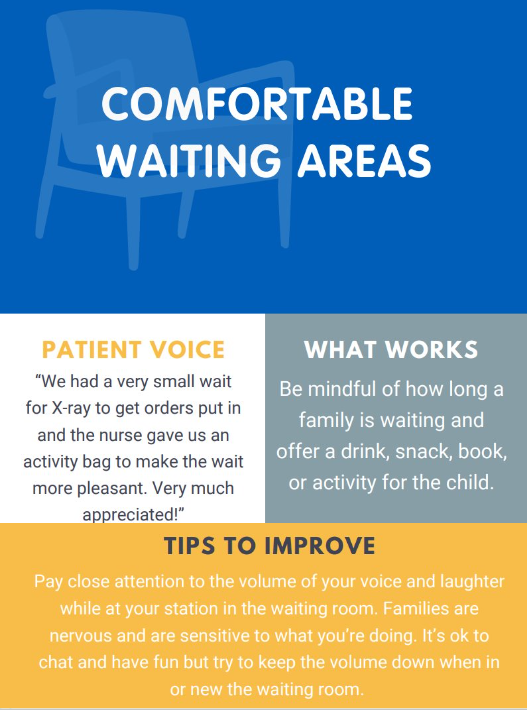 COMFORTABLE
WAITING AREAS
PATIENT VOICE
“We had a very small wait
for X-ray to get orders put in
and the nurse gave us an
activity bag to make the wait
more pleasant. Very much
appreciated!”
WHAT WORKS
Be mindful of how long a
family is waiting and
offer a drink, snack, book,
or activity for the child.
TIPS TO IMPROVE
Pay close attention to the volume of your voice and laughter
while at your station in the waiting room. Families are
nervous and are sensitive to what you’re doing. It’s ok to
chat and have fun but try to keep the volume down when in
or new the waiting room.